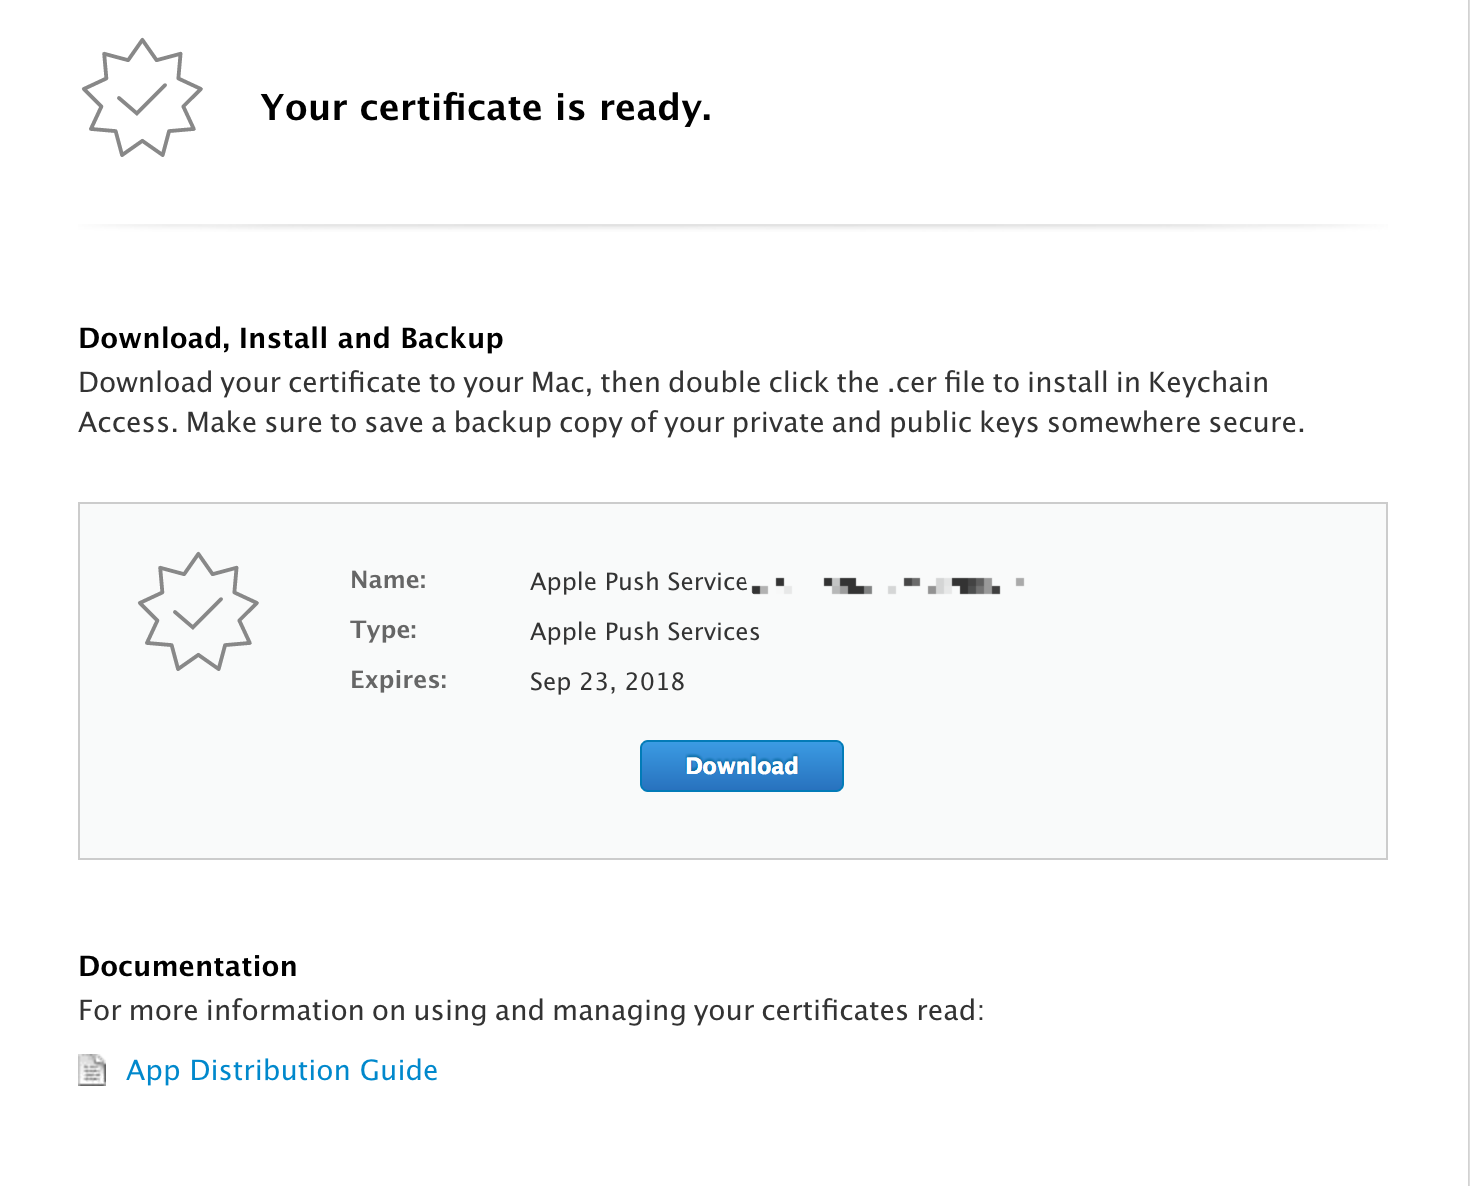 Your certificate is ready.
Download, Install and Backup
Download your certificate to your Mac, then double click the .cer file to install in Keychain
Access. Make sure to save a backup copy of your private and public keys somewhere secure.
Name: Apple Push Service
Type: Apple Push Services
Expires: Sep 23, 2018
Download
Documentation
For more information on using and managing your certificates read:
App Distribution Guide